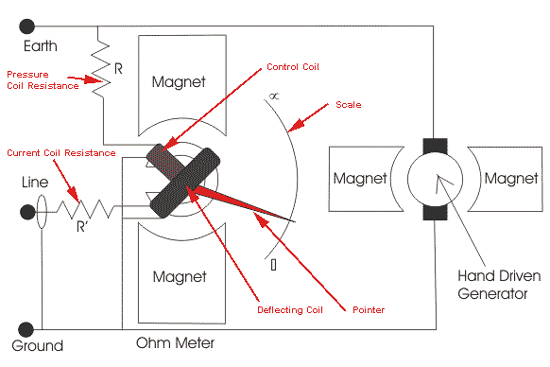 Earth
R
Pressure
Coil Resistance
Magnet
Control Coil
∝
Scale
Current Coil Resistance
Line
R'
Magnet
Magnet
Magnet
Deflecting Coil
Pointer
Hand Driven
Generator
Ground
Ohm Meter